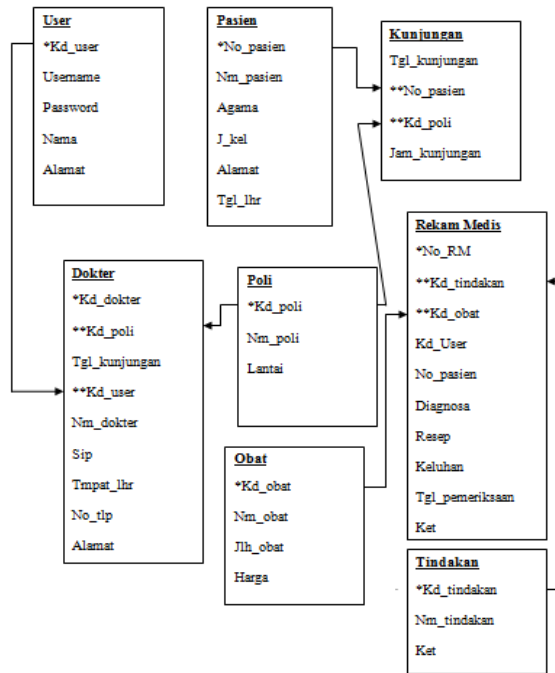 User
*Kd_user
Username
Password
Nama
Alamat
Pasien
*No_pasien
Nm_pasien
Agama
J_kel
Alamat
Tgl_lhr
Kunjungan
Tgl_kunjungan
**No_pasien
**Kd_poli
Jam_kunjungan
Dokter
*Kd_dokter
**Kd_poli
Tgl_kunjungan
**Kd_user
Nm_dokter
Sip
Tmpat_lhr
No_tlp
Alamat
Poli
*Kd_poli
Nm_poli
Lantai
Rekam Medis
*No_RM
**Kd_tindakan
**Kd_obat
Kd_User
No_pasien
Diagnosa
Resep
Keluhan
Tgl_pemeriksaan
Ket
Obat
*Kd_obat
Nm_obat
Jlh_obat
Harga
Tindakan
*Kd_tindakan
Nm_tindakan
Ket